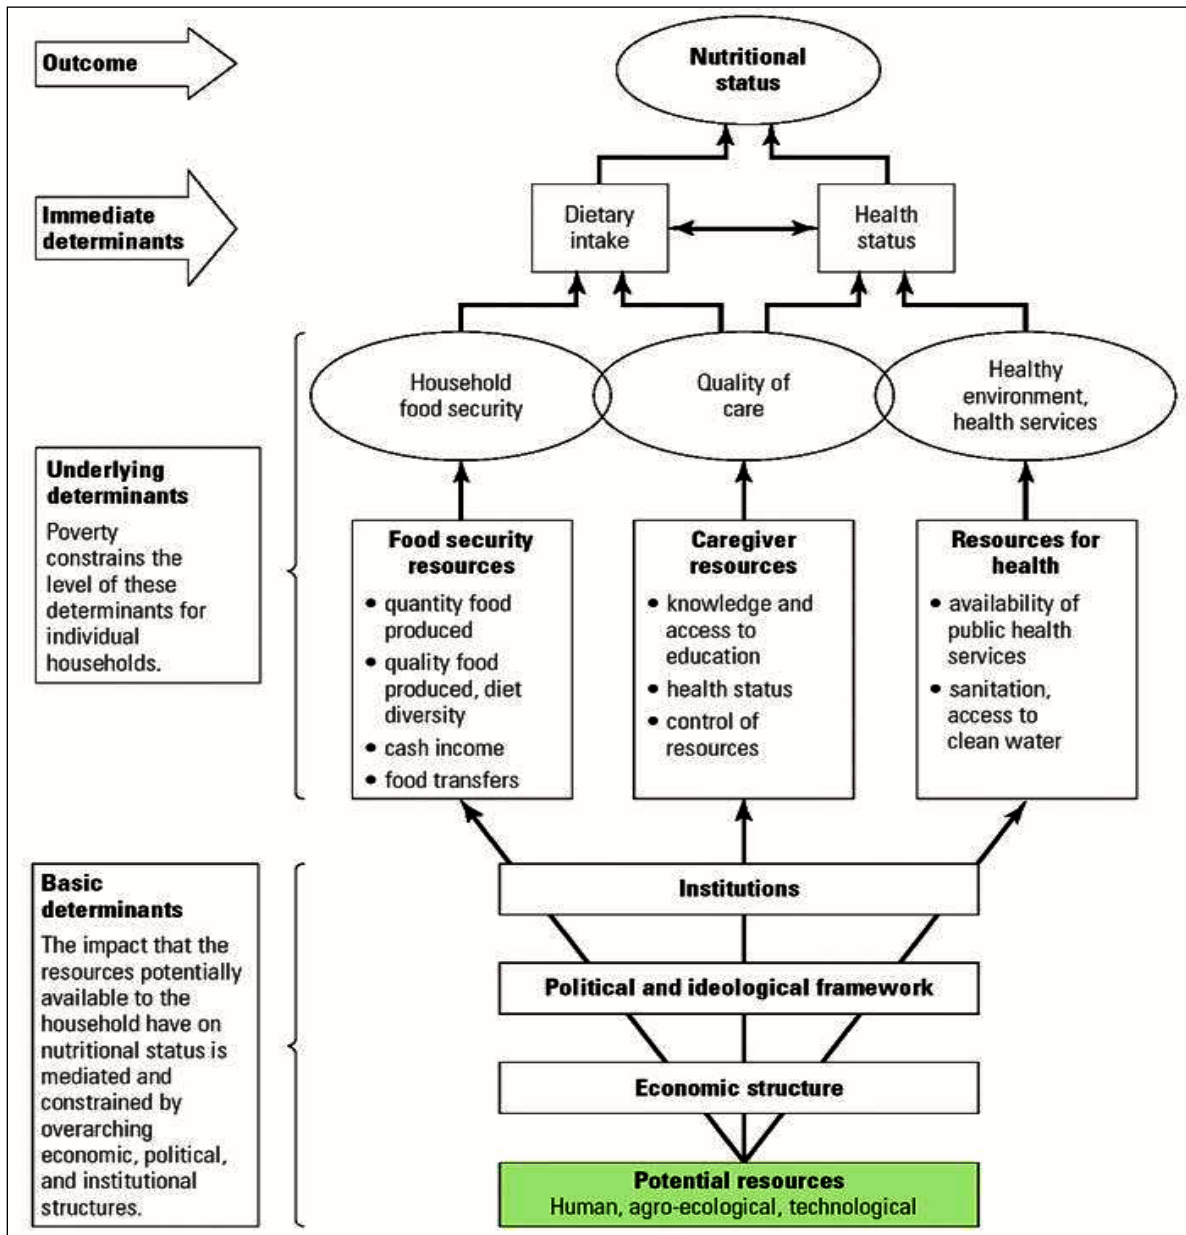 Outcome
Nutritional
status
Immediate
determinants
Dietary
intake
Health
status
Household
food security
Quality of
care
Healthy
environment,
health services
Underlying
determinants
Poverty
constrains the
level of these
determinants for
individual
households.
Food security
resources
• quantity food
produced
• quality food
produced, diet
diversity
• cash income
• food transfers
Caregiver
resources
• knowledge and
access to
education
• health status
• control of
resources
Resources for
health
• availability of
public health
services
• sanitation,
access to
clean water
Basic
determinants
The impact that the
resources potentially
available to the
household have on
nutritional status is
mediated and
constrained by
overarching
economic, political,
and institutional
structures.
Institutions
Political and ideological framework
Economic structure
Potential resources
Human, agro-ecological, technological